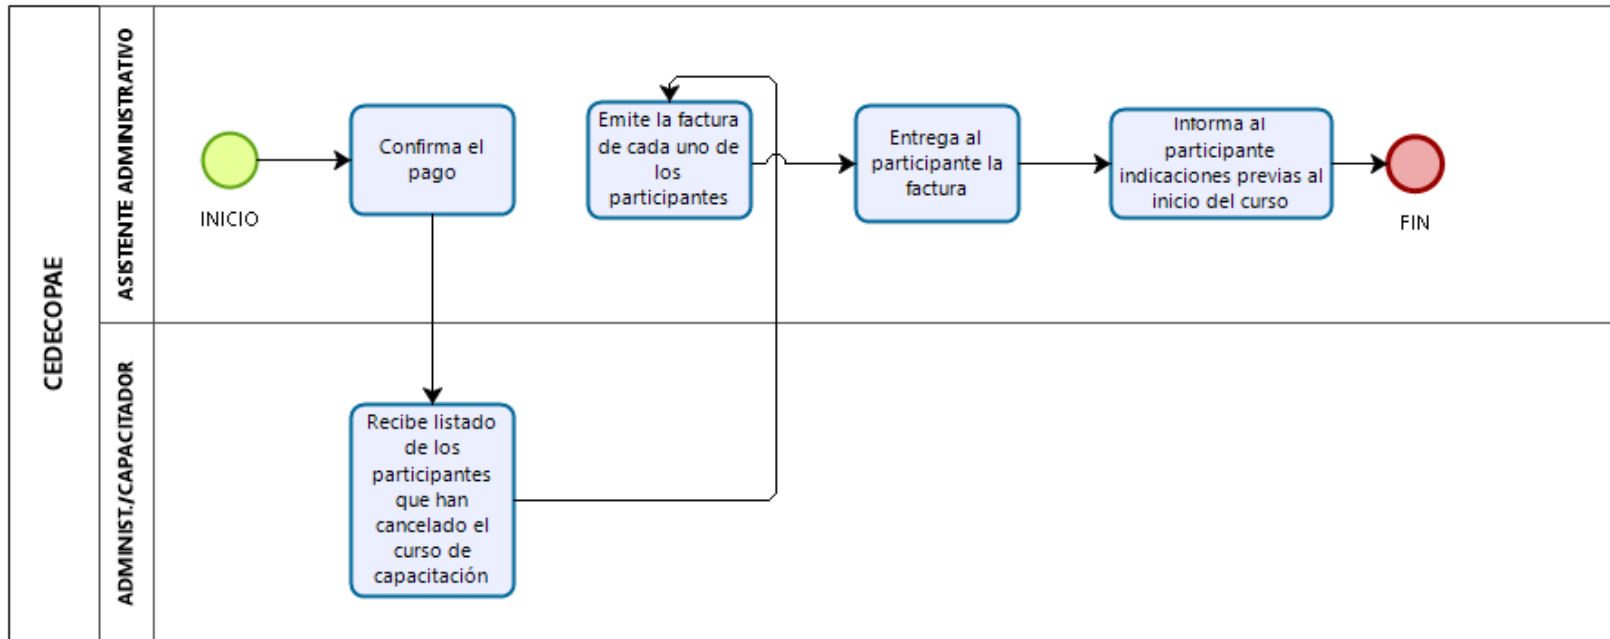 CEDECOPAE
ASISTENTE ADMINISTRATIVO
INICIO
Confirma el
pago
Emite la factura
de cada uno de
los
participantes
Entrega al
participante la
factura
Informa al
participante
indicaciones previas al
inicio del curso
FIN
ADMINIST./CAPACITADOR
Recibe listado
de los
participantes
que han
cancelado el
curso de
capacitación